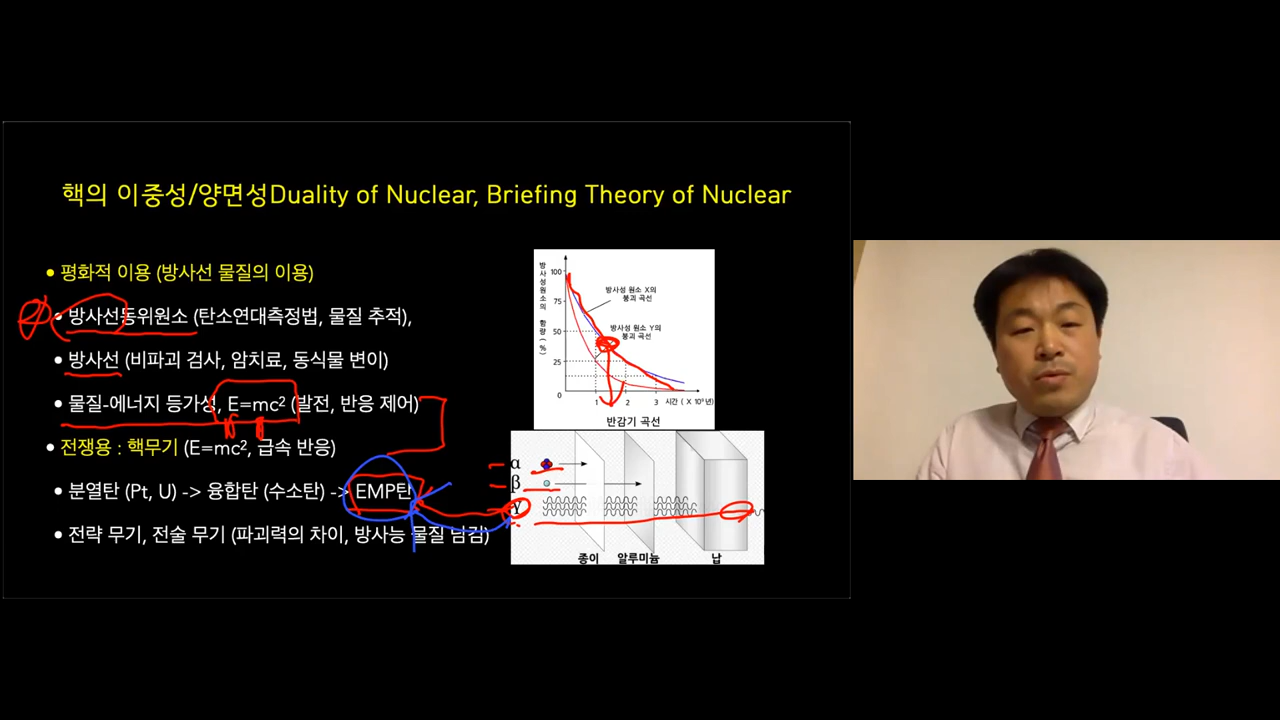 핵의 이중성/양면성Duality of Nuclear, Briefing Theory of Nuclear
• 평화적 이용 (방사선 물질의 이용)
• 방사선동위원소 (탄소연대측정법, 물질 추적),
• 방사선 (비파괴 검사, 암치료, 동식물 변이)
• 물질-에너지 등가성, E=mc² (발전, 반응 제어)
• 전쟁용 : 핵무기 (E=mc², 급속 반응)
• 분열탄 (Pt, U) -> 융합탄 (수소탄) -> EMP탄
• 전략 무기, 전술 무기 (파괴력의 차이, 방사능 물질 남김)
방사성원소의 함량(%)
100
75
50
25
0
방사성 원소 X의
붕괴 곡선
방사성 원소 Y의
붕괴 곡선
1 2 3 시간 ( X 10⁹년)
반감기 곡선
α
β
γ
종이 알루미늄 납